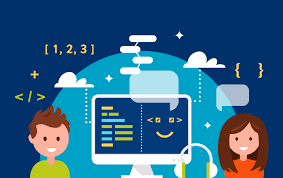 [ 1, 2, 3 ]
+
{ }
</>
< >